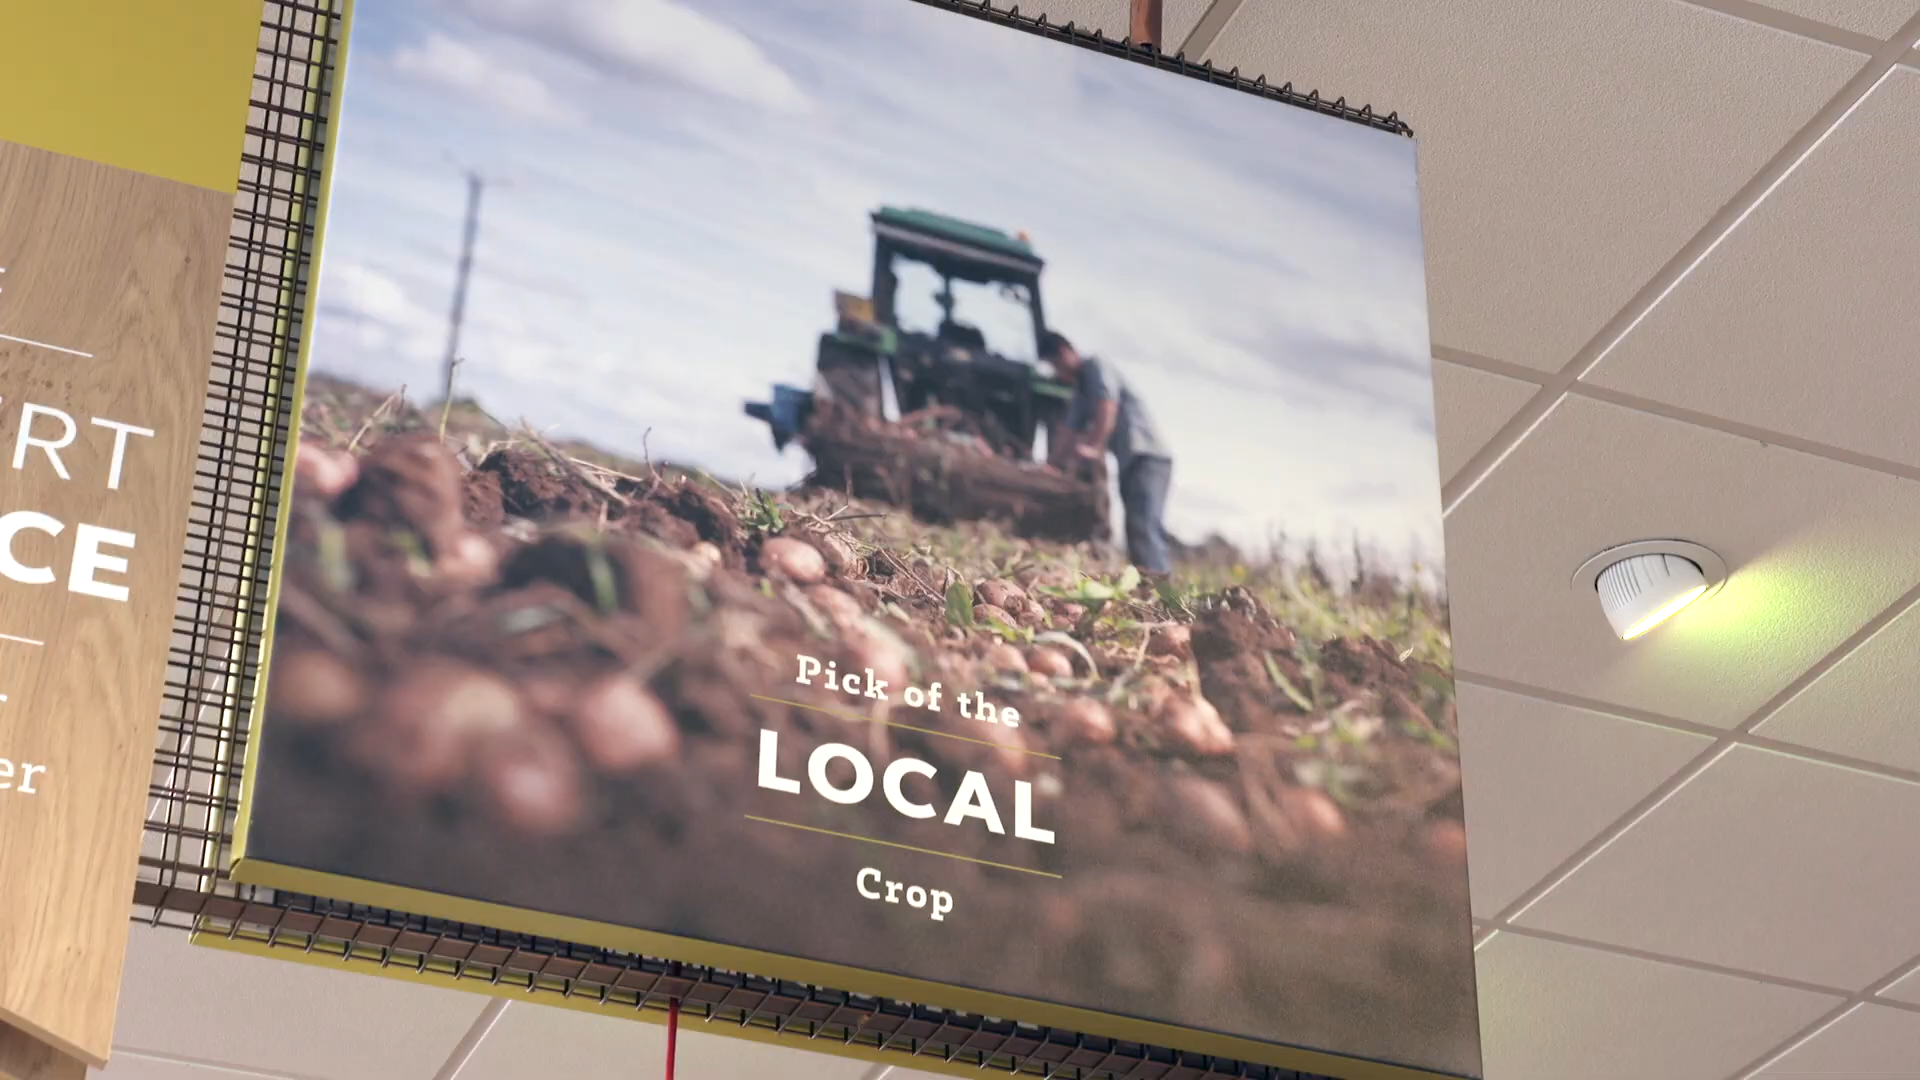 RT
CE
er
Pick of the
LOCAL
Crop